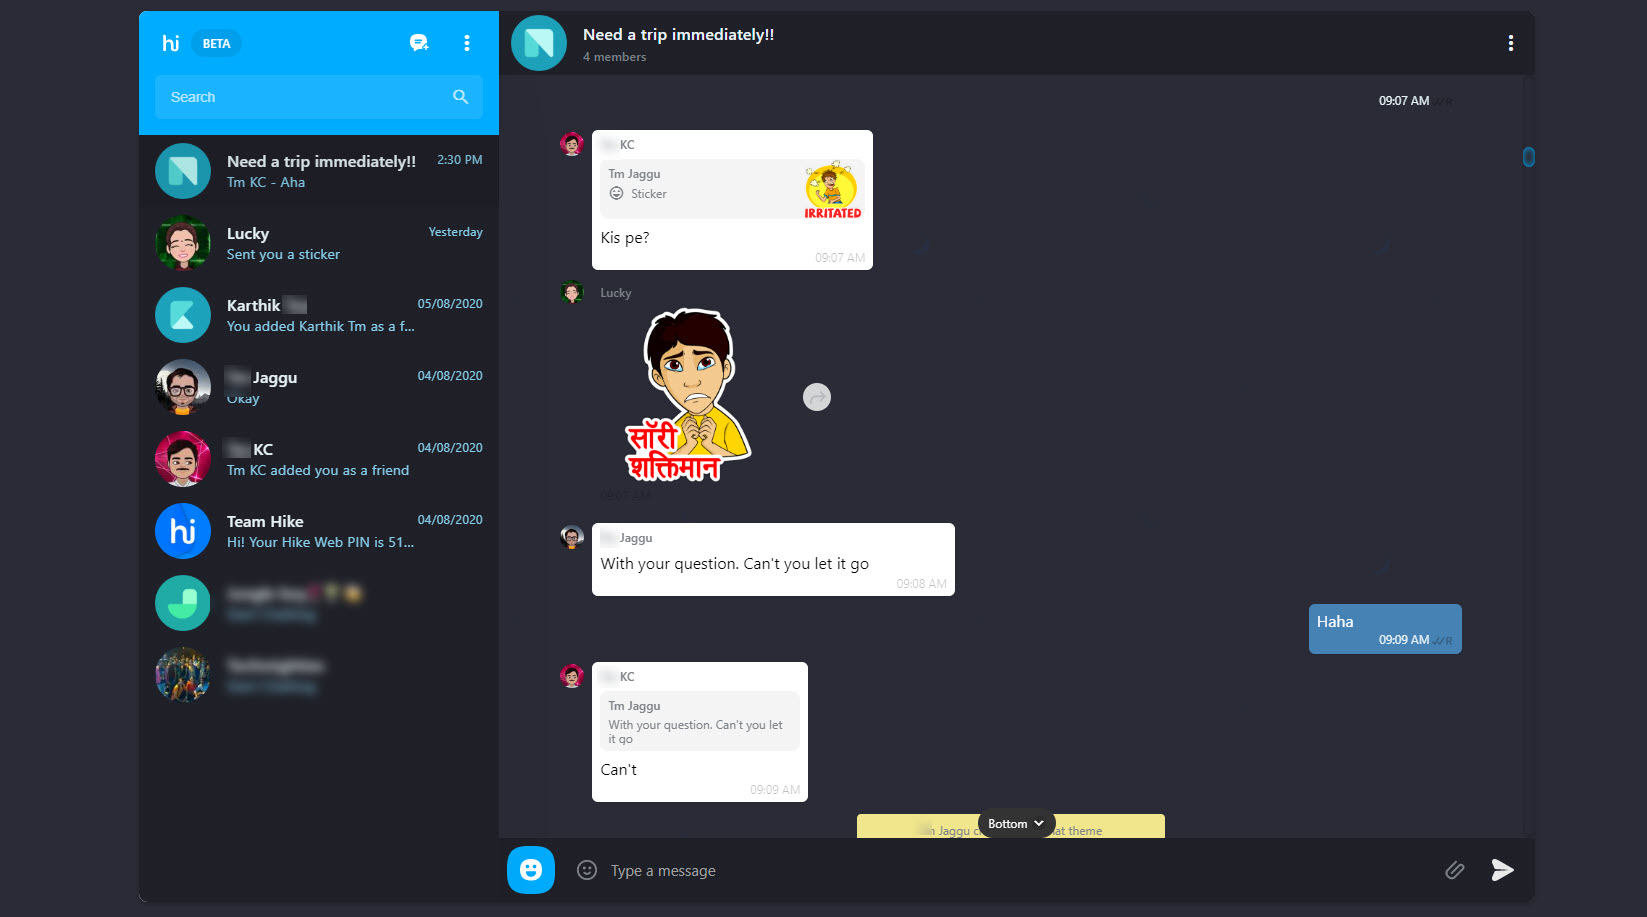 hi BETA
Search
Need a trip immediately!! 2:30 PM
Tm KC - Aha
Lucky Yesterday
Sent you a sticker
Karthik 05/08/2020
You added Karthik Tm as a f...
Jaggu 04/08/2020
Okay
KC 04/08/2020
Tm KC added you as a friend
Team Hike 04/08/2020
Hi! Your Hike Web PIN is 51...
Need a trip immediately!!
4 members
09:07 AM R
KC
Tm Jaggu
Sticker
IRRITATED
Kis pe?
09:07 AM
Lucky
सॉरी
शक्तिमान
09:07 AM
Jaggu
With your question. Can't you let it go
09:08 AM
Haha
09:09 AM R
KC
Tm Jaggu
With your question. Can't you let
it go
Can't
09:09 AM
Jaggu theme
Bottom
Type a message